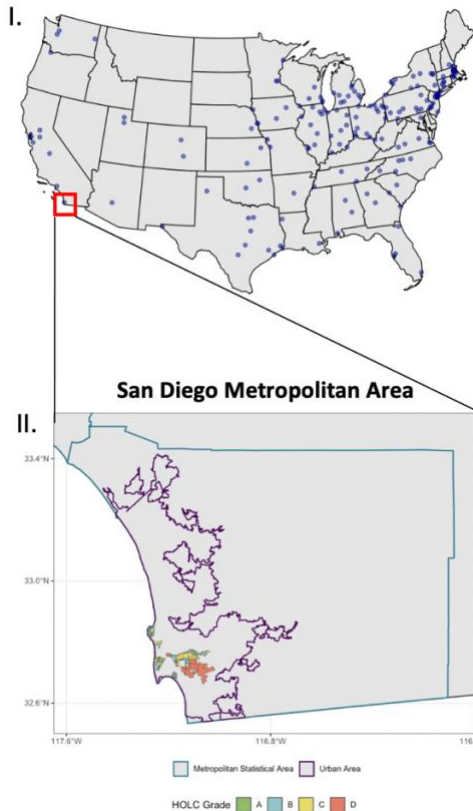 I.
San Diego Metropolitan Area
II.
33.4°N
33.0°N
32.6°N
117.6°W
116.8°W
116.
Metropolitan Statistical Area Urban Area
HOLC Grade A B C D